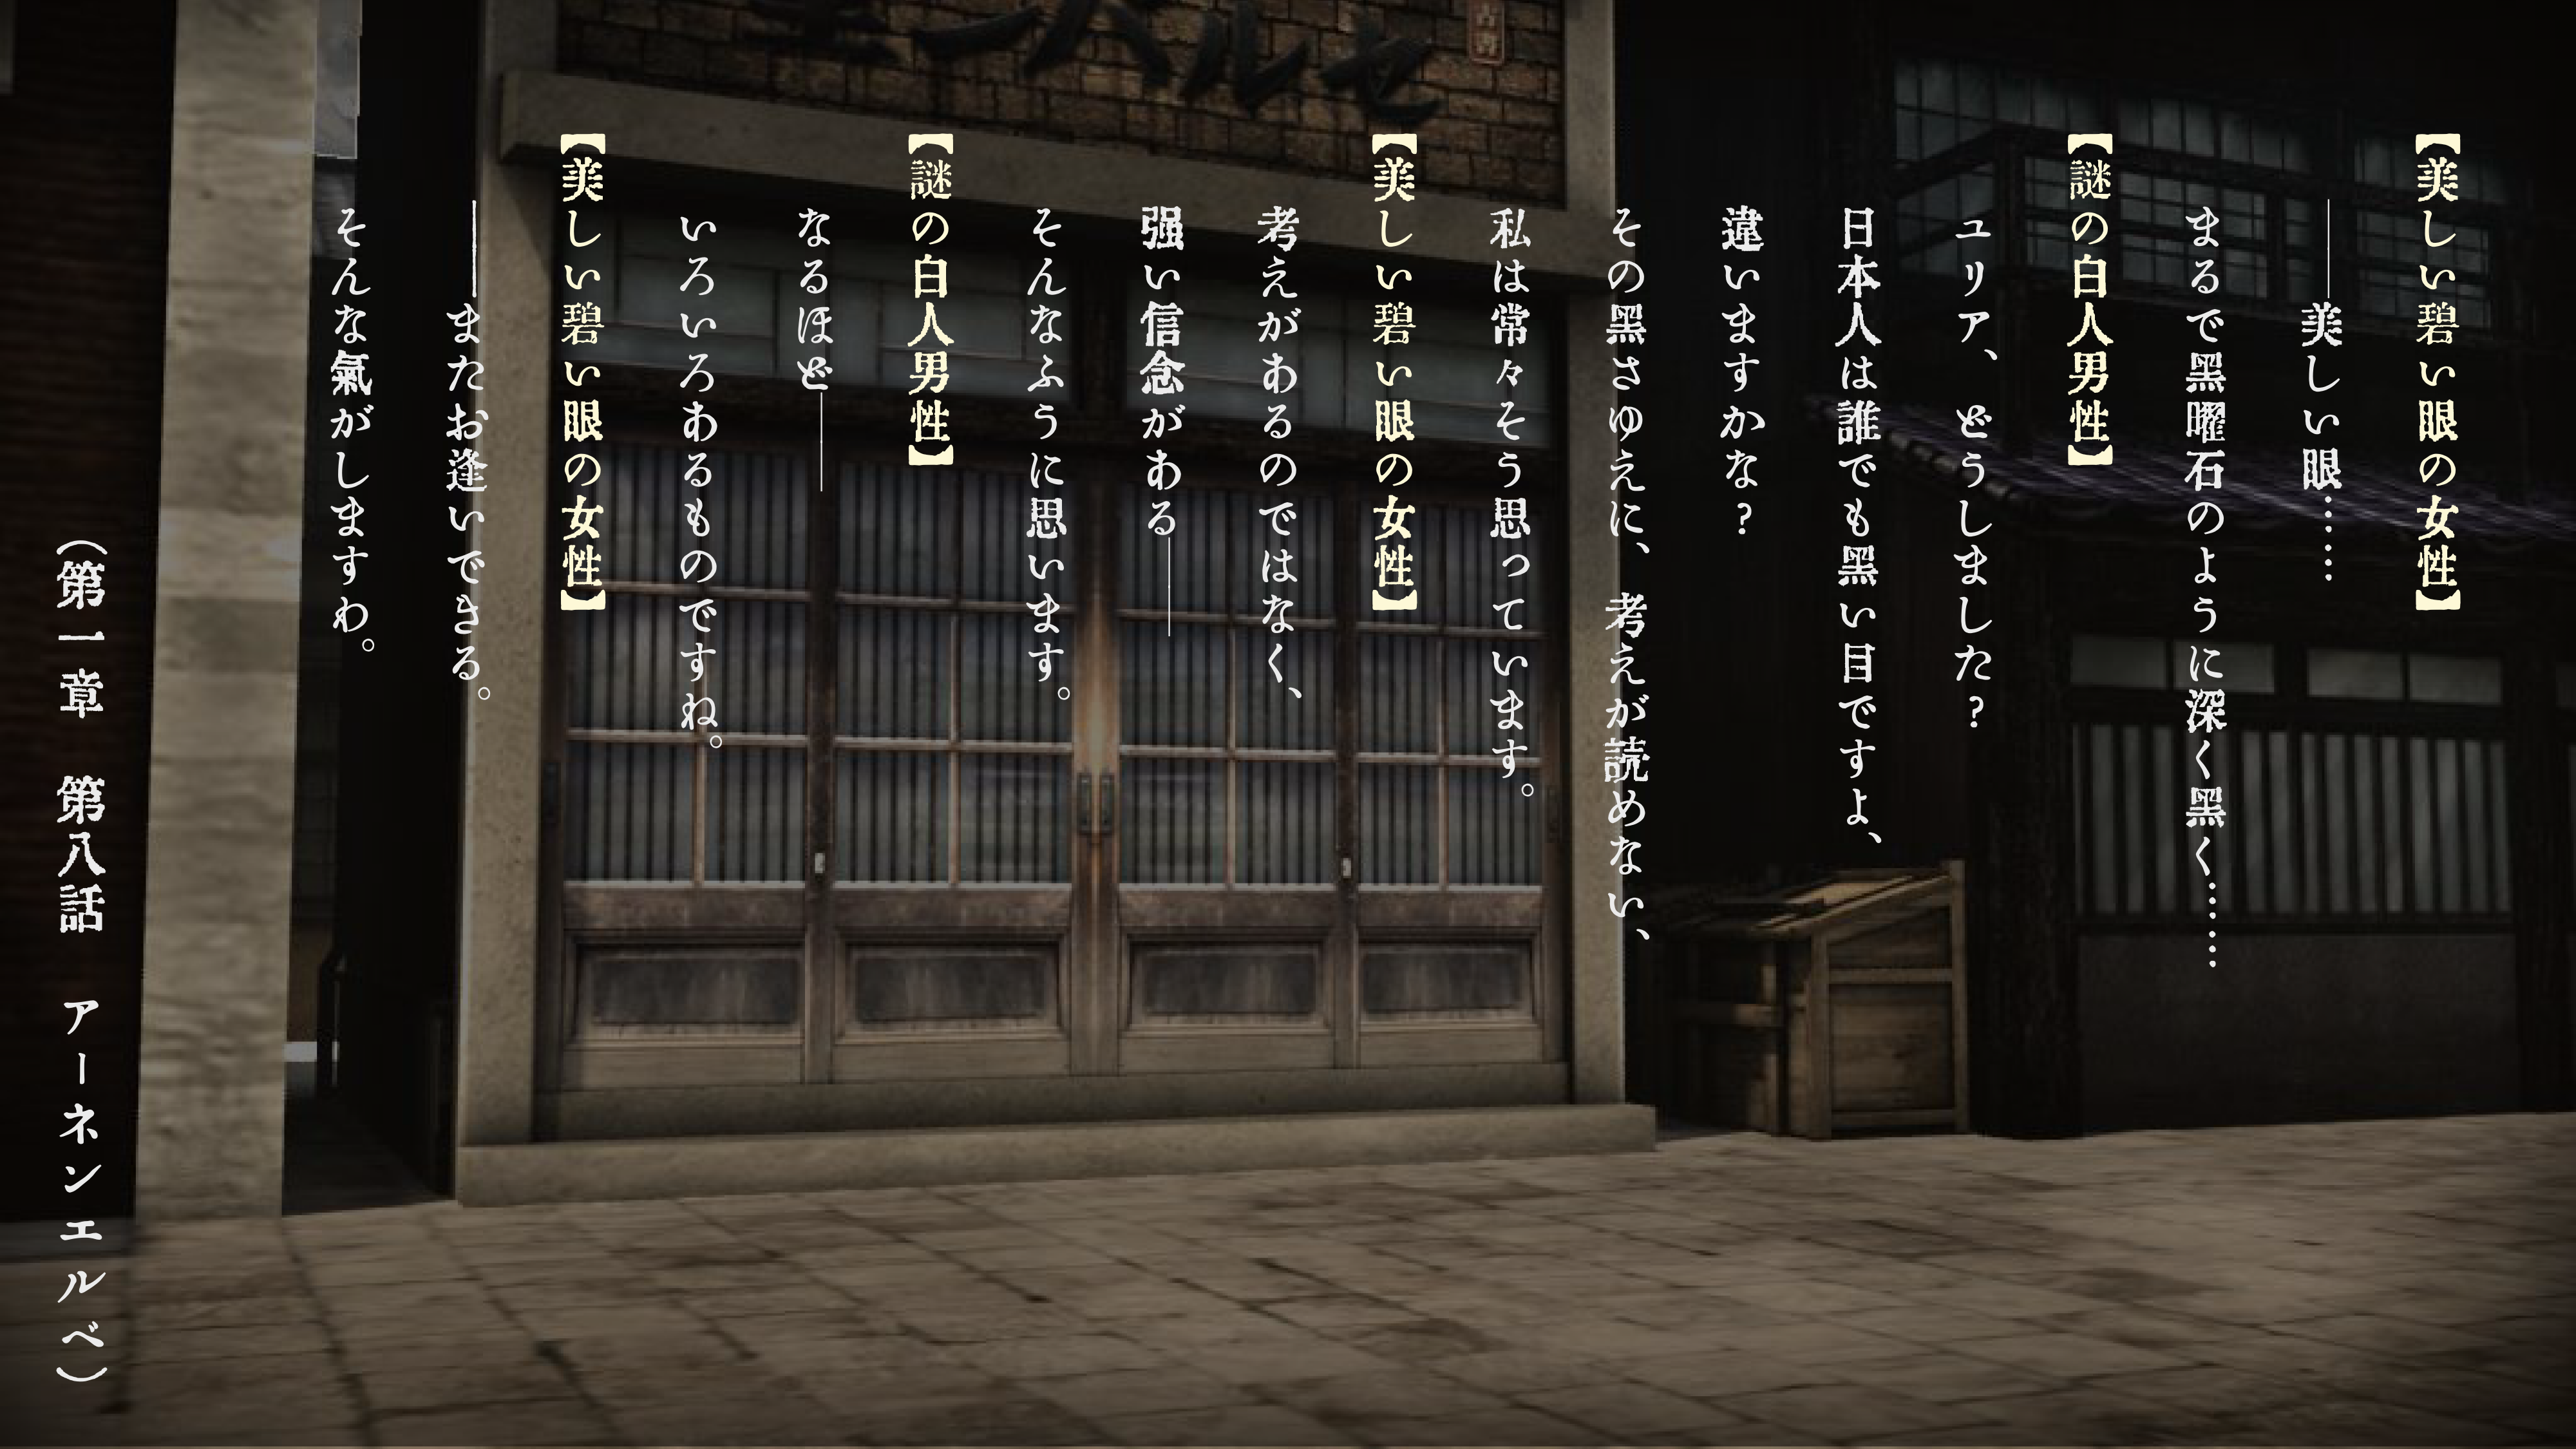 【美しい碧い眼の女性】
――美しい眼……
まるで黑曜石のように深く黑く……
【謎の白人男性】
ユリア、どうしました？
日本人は誰でも黑い目ですよ、
違いますかな？
その黑さゆえに、考えが読めない、
私は常々そう思っています。
【美しい碧い眼の女性】
考えがあるのではなく、
强い信念がある――
そんなふうに思います。
【謎の白人男性】
なるほど――
いろいろあるものですね。
【美しい碧い眼の女性】
――またお逢いできる。
そんな氣がしますわ。
（第一章　第八話　アーネンエルベ）